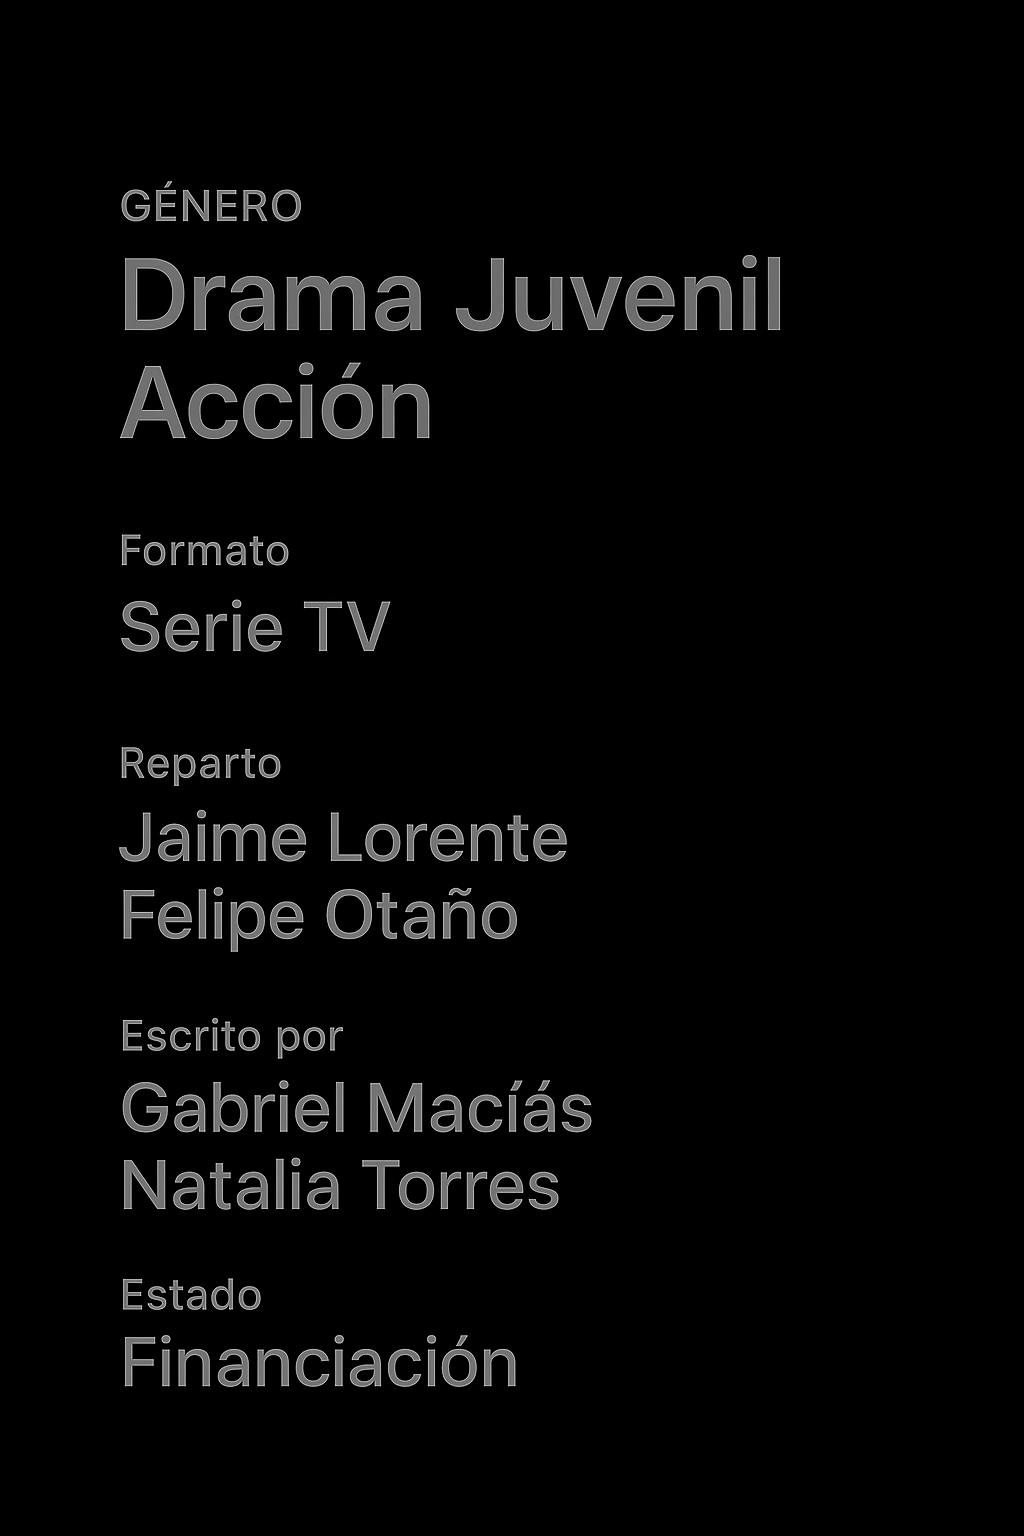 GÉNERO
Drama Juvenil
Acción
Formato
Serie TV
Reparto
Jaime Lorente
Felipe Otaño
Escrito por
Gabriel Macíás
Natalia Torres
Estado
Financiación